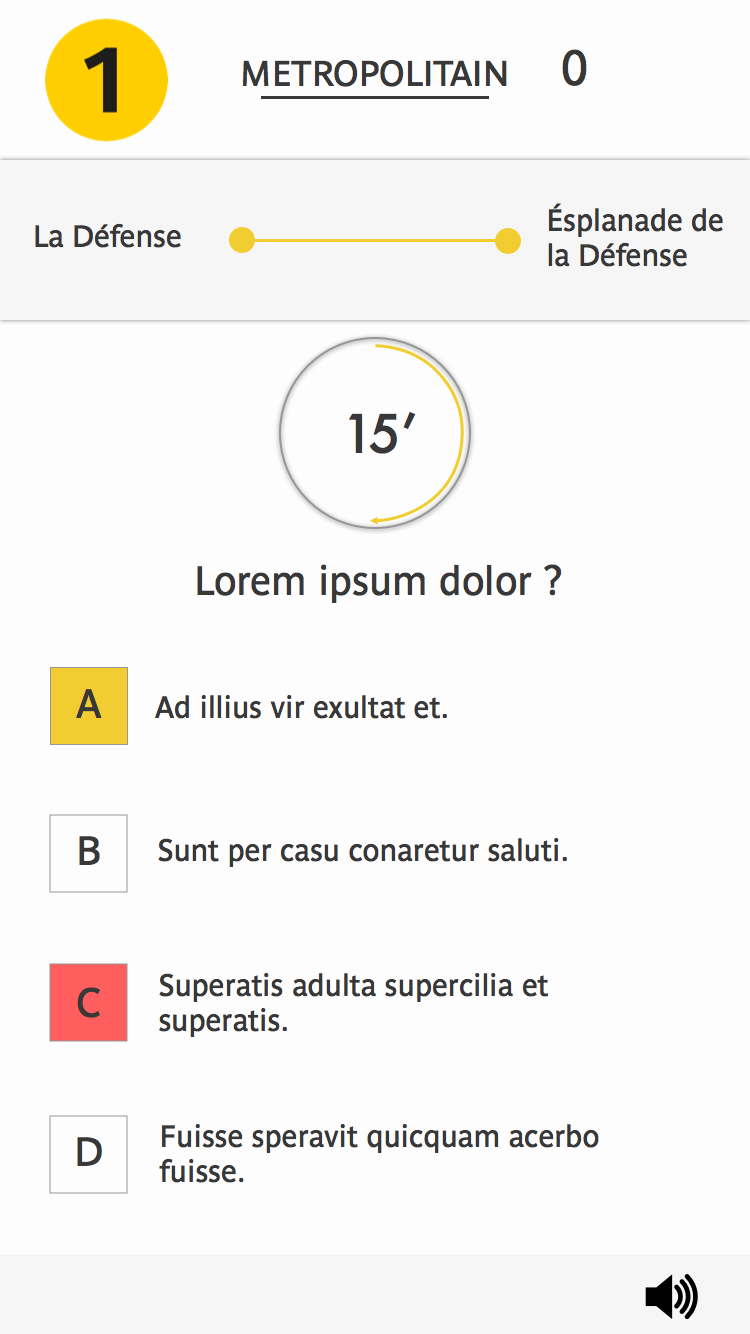 1
METROPOLITAIN
0
La Défense
Ésplanade de
la Défense
15’
Lorem ipsum dolor ?
A
Ad illius vir exultat et.
B
Sunt per casu conaretur saluti.
C
Superatis adulta supercilia et
superatis.
D
Fuisse speravit quicquam acerbo
fuisse.